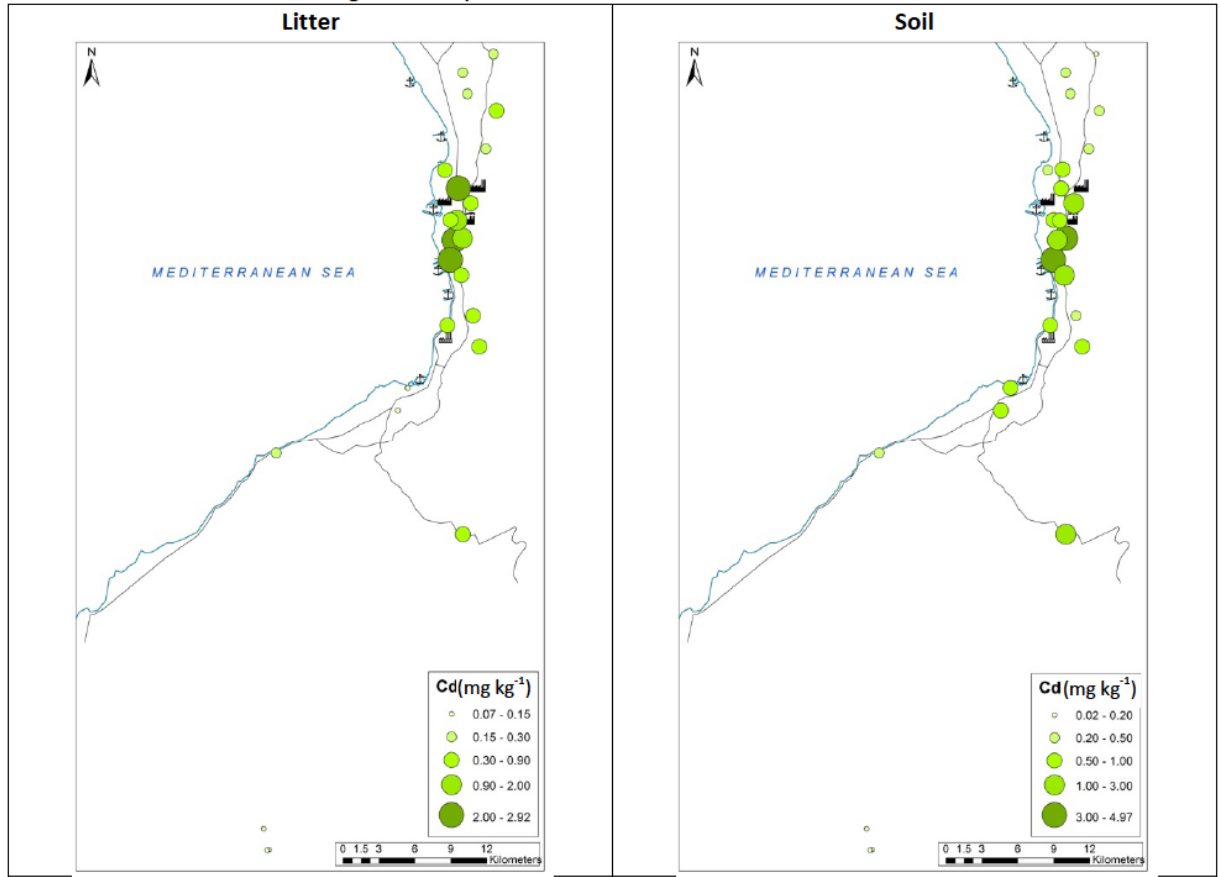 Litter
Soil
N
MEDITERRANEAN SEA
Cd(mg kg⁻¹)
0.07 - 0.15
0.15 - 0.30
0.30 - 0.90
0.90 - 2.00
2.00 - 2.92
0 1.5 3 6 9 12
Kilometers
N
MEDITERRANEAN SEA
Cd(mg kg⁻¹)
0.02 - 0.20
0.20 - 0.50
0.50 - 1.00
1.00 - 3.00
3.00 - 4.97
0 1.5 3 6 9 12
Kilometers